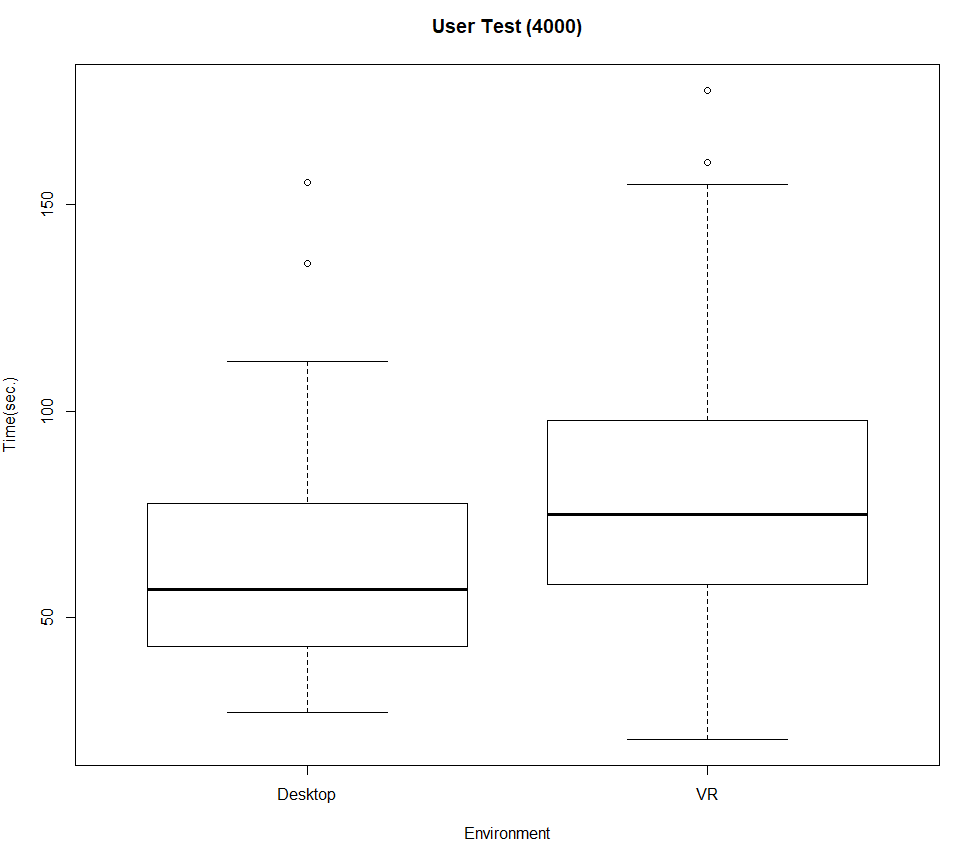 User Test (4000)
150
100
50
Time(sec.)
Desktop VR
Environment